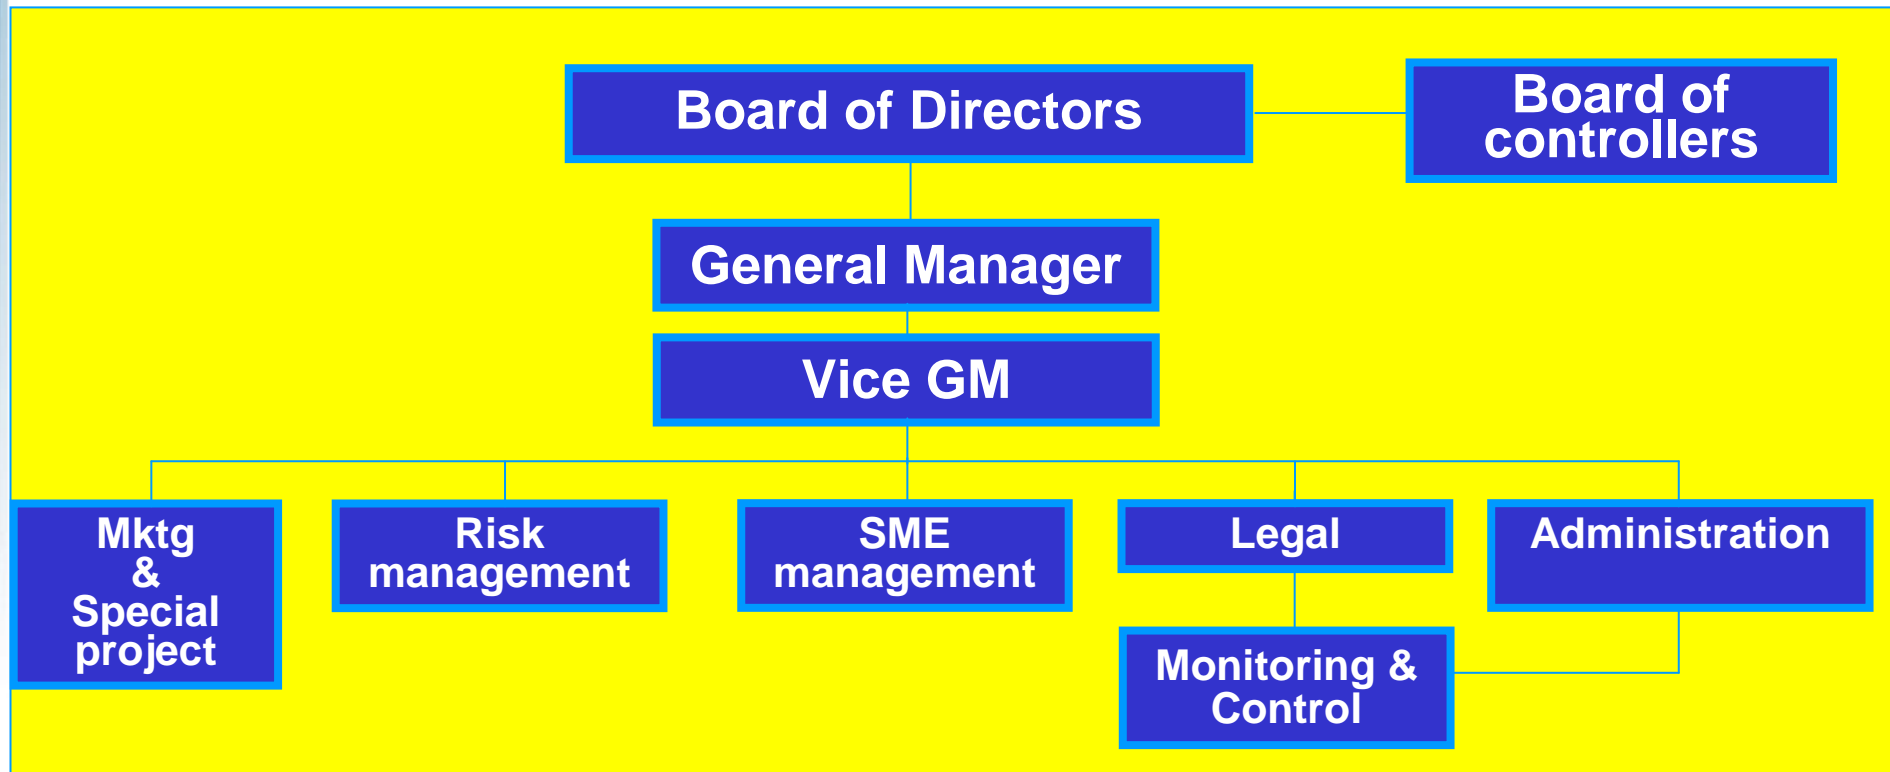 Board of Directors
Board of
controllers
General Manager
Vice GM
Mktg
&
Special
project
Risk
management
SME
management
Legal
Administration
Monitoring &
Control